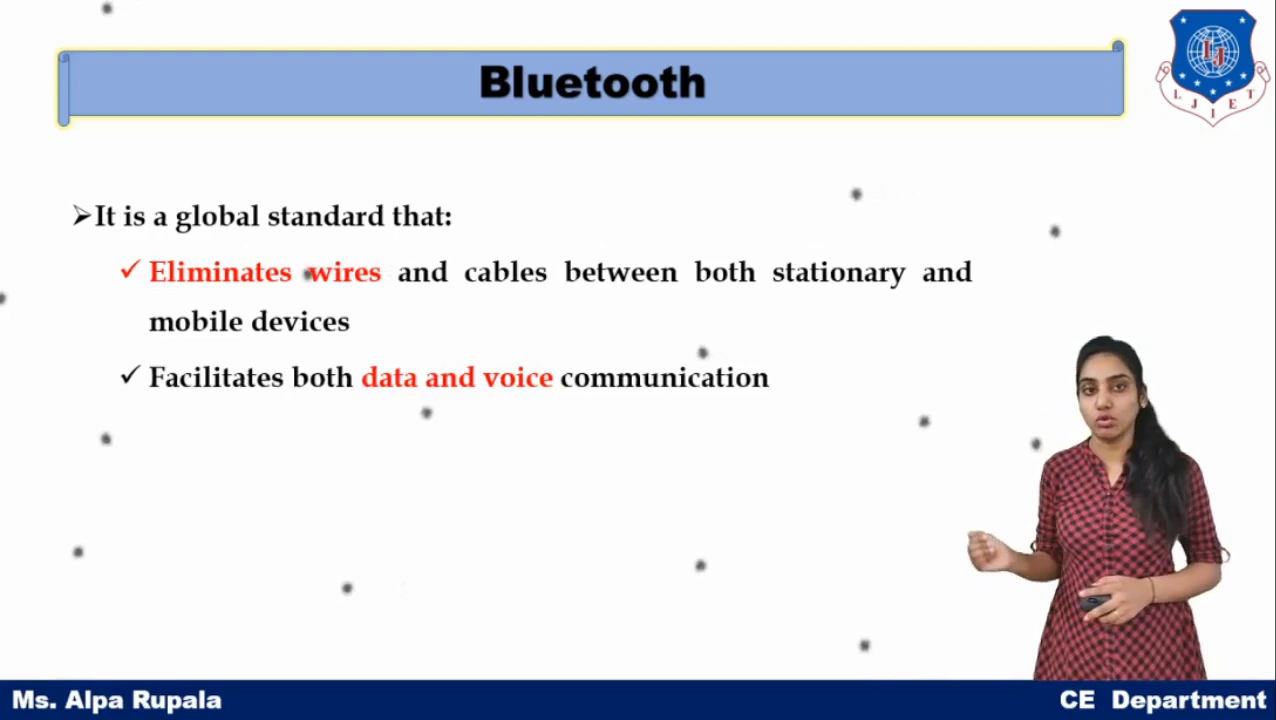 Bluetooth
LJIET
It is a global standard that:
Eliminates wires and cables between both stationary and
mobile devices
Facilitates both data and voice communication
Ms. Alpa Rupala
CE Department